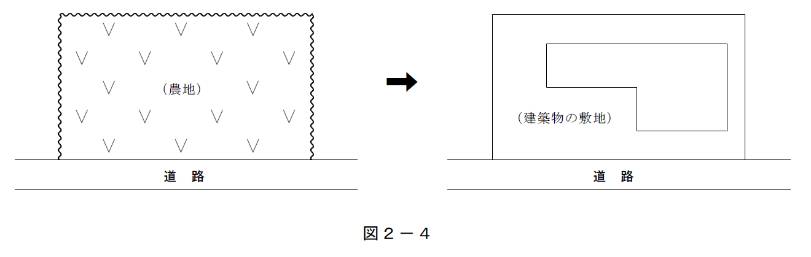 （農地）
（建築物の敷地）
道　路
道　路
図２－４